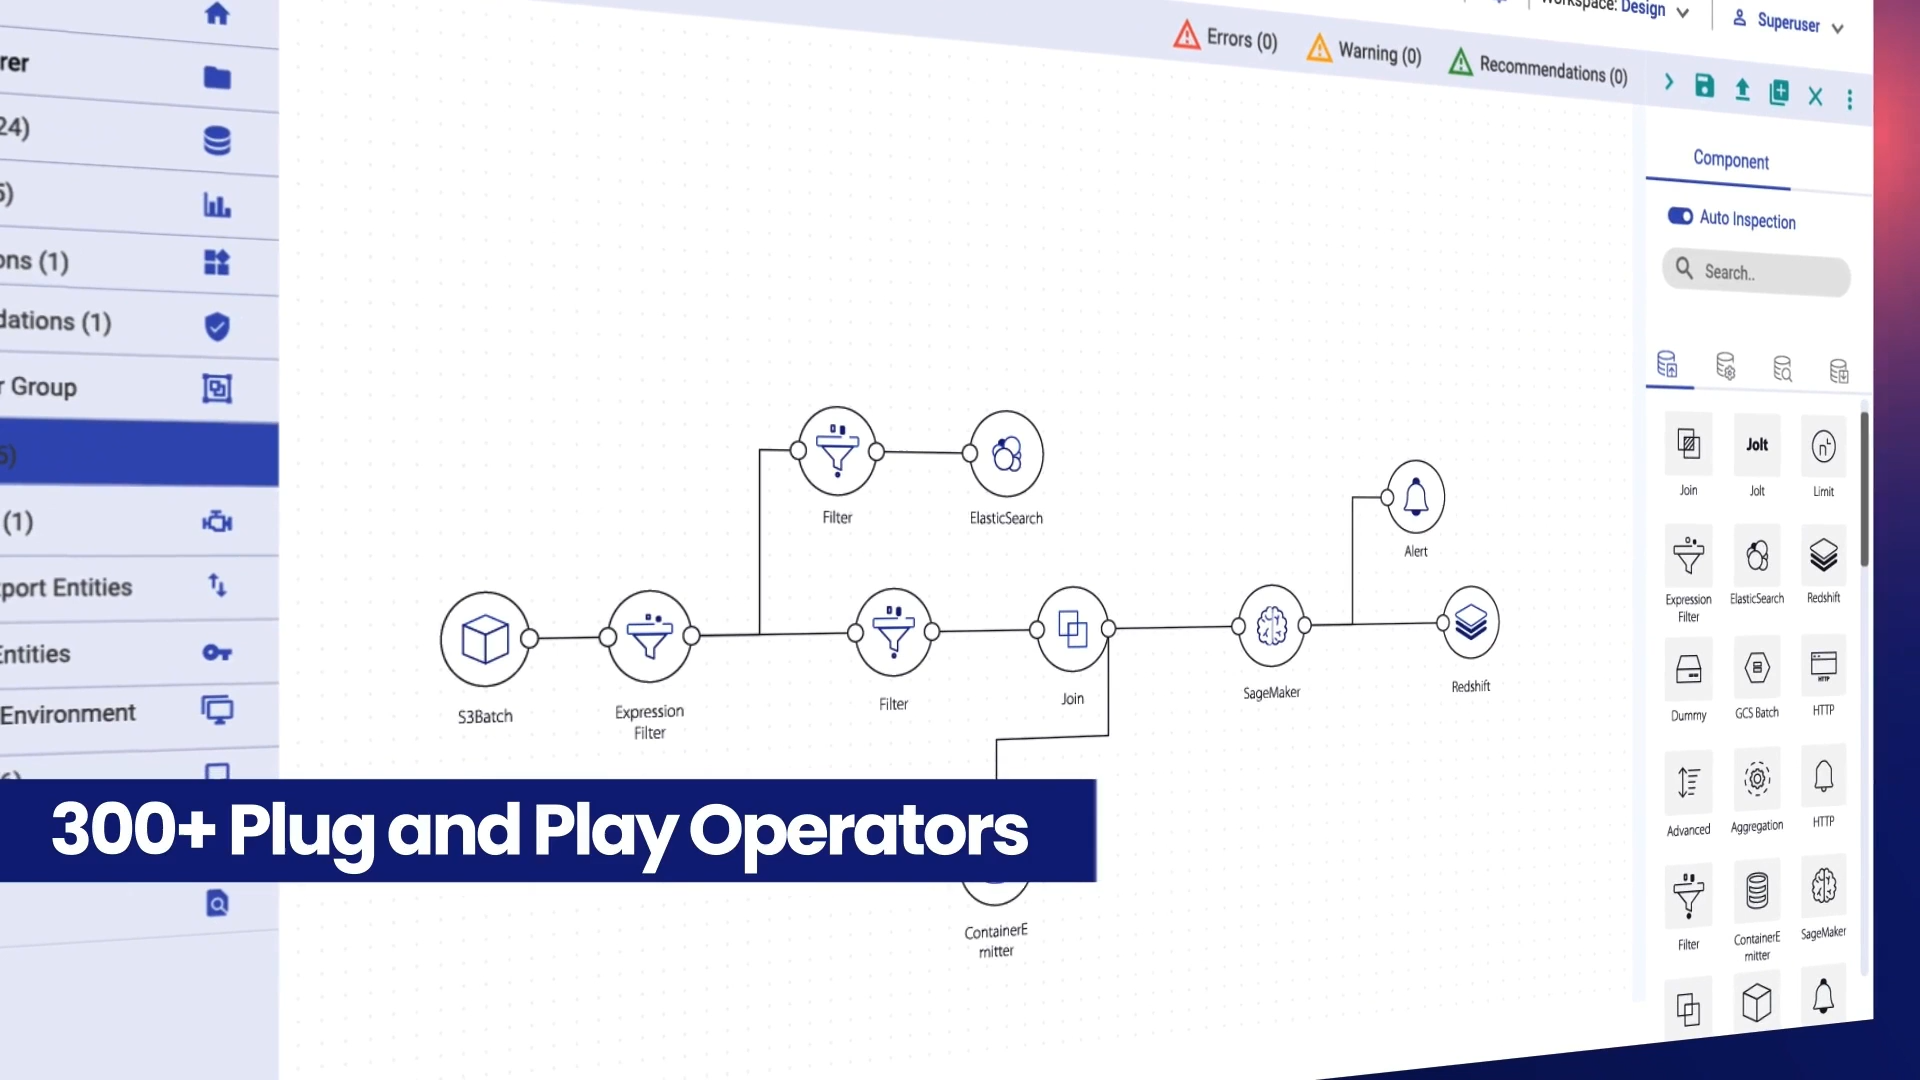 Workspace: Design
Superuser
Errors (0)
Warning (0)
Recommendations (0)
rer
24)
5)
ons (1)
dations (1)
r Group
5)
(1)
port Entities
Entities
Environment
Component
Auto Inspection
Search..
Filter
ElasticSearch
Alert
S3Batch
Expression
Filter
Filter
Join
SageMaker
Redshift
ContainerE
mitter
300+ Plug and Play Operators
Join
Jolt
Jolt
Limit
Expression
Filter
ElasticSearch
Redshift
Dummy
GCS Batch
HTTP
HTTP
Advanced
Aggregation
HTTP
Filter
ContainerE
mitter
SageMaker